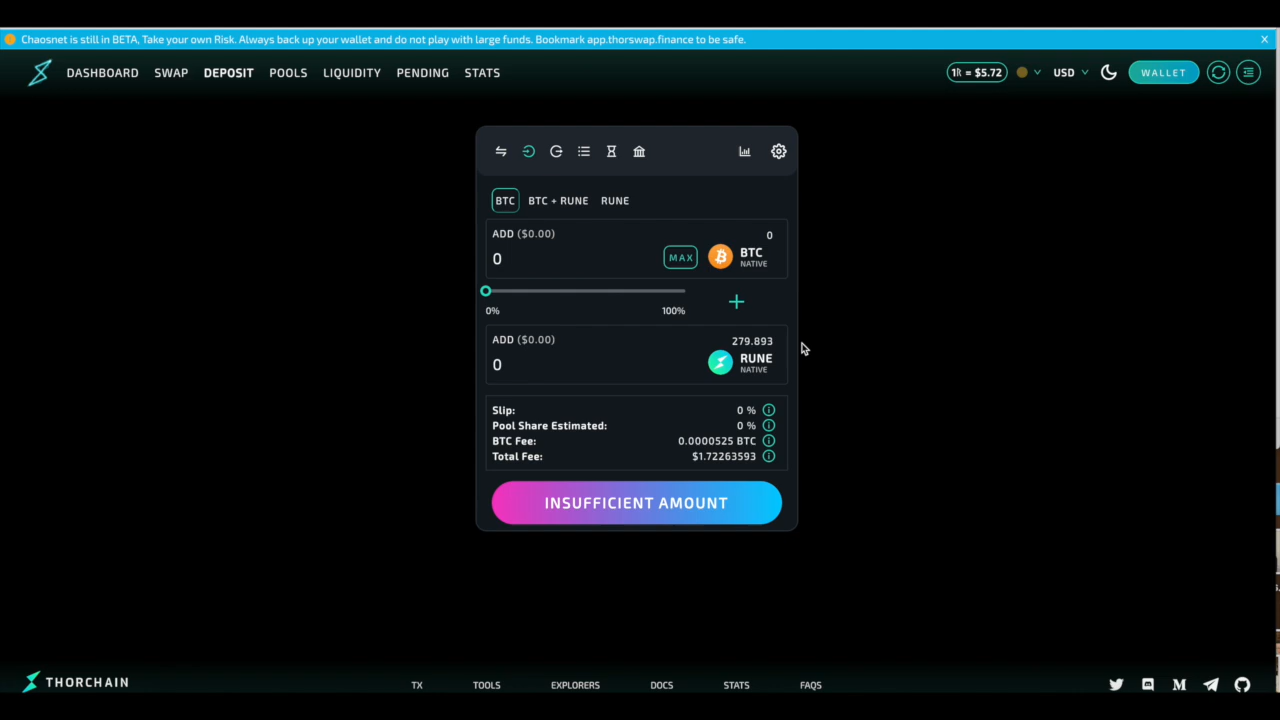 Chaosnet is still in BETA, Take your own Risk. Always back up your wallet and do not play with large funds. Bookmark app.thorswap.finance to be safe.
DASHBOARD SWAP DEPOSIT POOLS LIQUIDITY PENDING STATS 1ᚱ = $5.72 USD WALLET
BTC BTC + RUNE RUNE
ADD ($0.00) 0
0 MAX BTC
NATIVE
0% 100%
ADD ($0.00) 279.893
0 RUNE
NATIVE
Slip: 0 %
Pool Share Estimated: 0 %
BTC Fee: 0.0000525 BTC
Total Fee: $1.72263593
INSUFFICIENT AMOUNT
THORCHAIN TX TOOLS EXPLORERS DOCS STATS FAQS